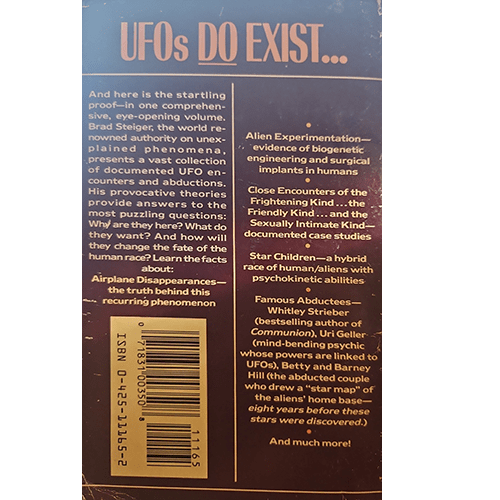 UFOs DO EXIST...
And here is the startling
proof—in one comprehen-
sive, eye-opening volume.
Brad Steiger, the world re-
nowned authority on unex-
plained phenomena,
presents a vast collection
of documented UFO en-
counters and abductions.
His provocative theories
provide answers to the
most puzzling questions:
Why are they here? What do
they want? And how will
they change the fate of the
human race? Learn the facts
about:
Airplane Disappearances—
the truth behind this
recurring phenomenon
•
Alien Experimentation—
evidence of biogenetic
engineering and surgical
implants in humans
•
Close Encounters of the
Frightening Kind...the
Friendly Kind...and the
Sexually Intimate Kind—
documented case studies
•
Star Children—a hybrid
race of human/aliens with
psychokinetic abilities
•
Famous Abductees—
Whitley Strieber
(bestselling author of
Communion), Uri Geller
(mind-bending psychic
whose powers are linked to
UFOs), Betty and Barney
Hill (the abducted couple
who drew a "star map" of
the aliens' home base—
eight years before these
stars were discovered.)
•
And much more!
0 71831 00350 8
11165
ISBN 0-425-11165-2